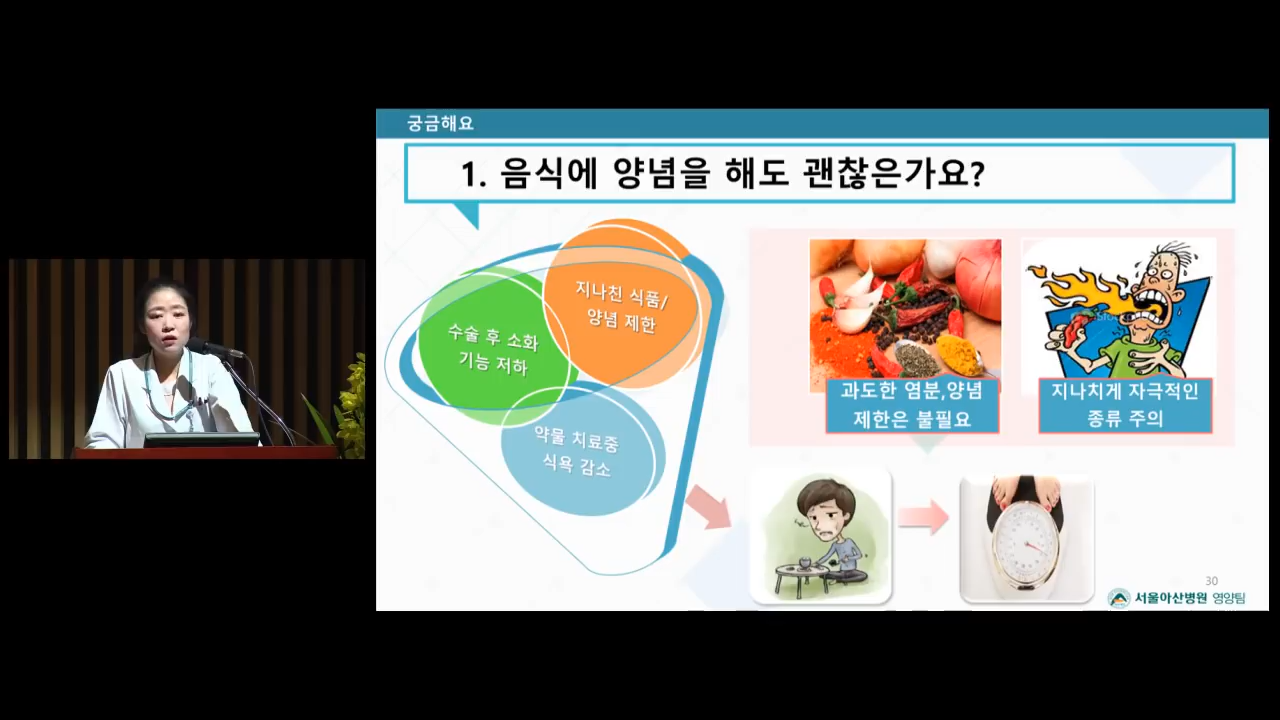 궁금해요
1. 음식에 양념을 해도 괜찮은가요?
지나친 식품/
양념 제한
수술 후 소화
기능 저하
약물 치료중
식욕 감소
과도한 염분,양념
제한은 불필요
지나치게 자극적인
종류 주의
30
서울아산병원 영양팀